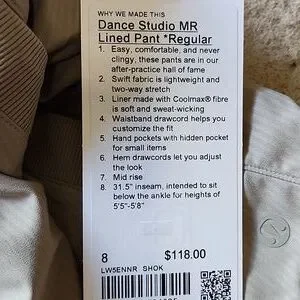 WHY WE MADE THIS
Dance Studio MR
Lined Pant *Regular
1. Easy, comfortable, and never
clingy, these pants are in our
after-practice hall of fame
2. Swift fabric is lightweight and
two-way stretch
3. Liner made with Coolmax® fibre
is soft and sweat-wicking
4. Waistband drawcord helps you
customize the fit
5. Hand pockets with hidden pocket
for small items
6. Hem drawcords let you adjust
the look
7. Mid rise
8. 31.5" inseam, intended to sit
below the ankle for heights of
5'5"-5'8"
8 $118.00
LW5ENNR SHOK